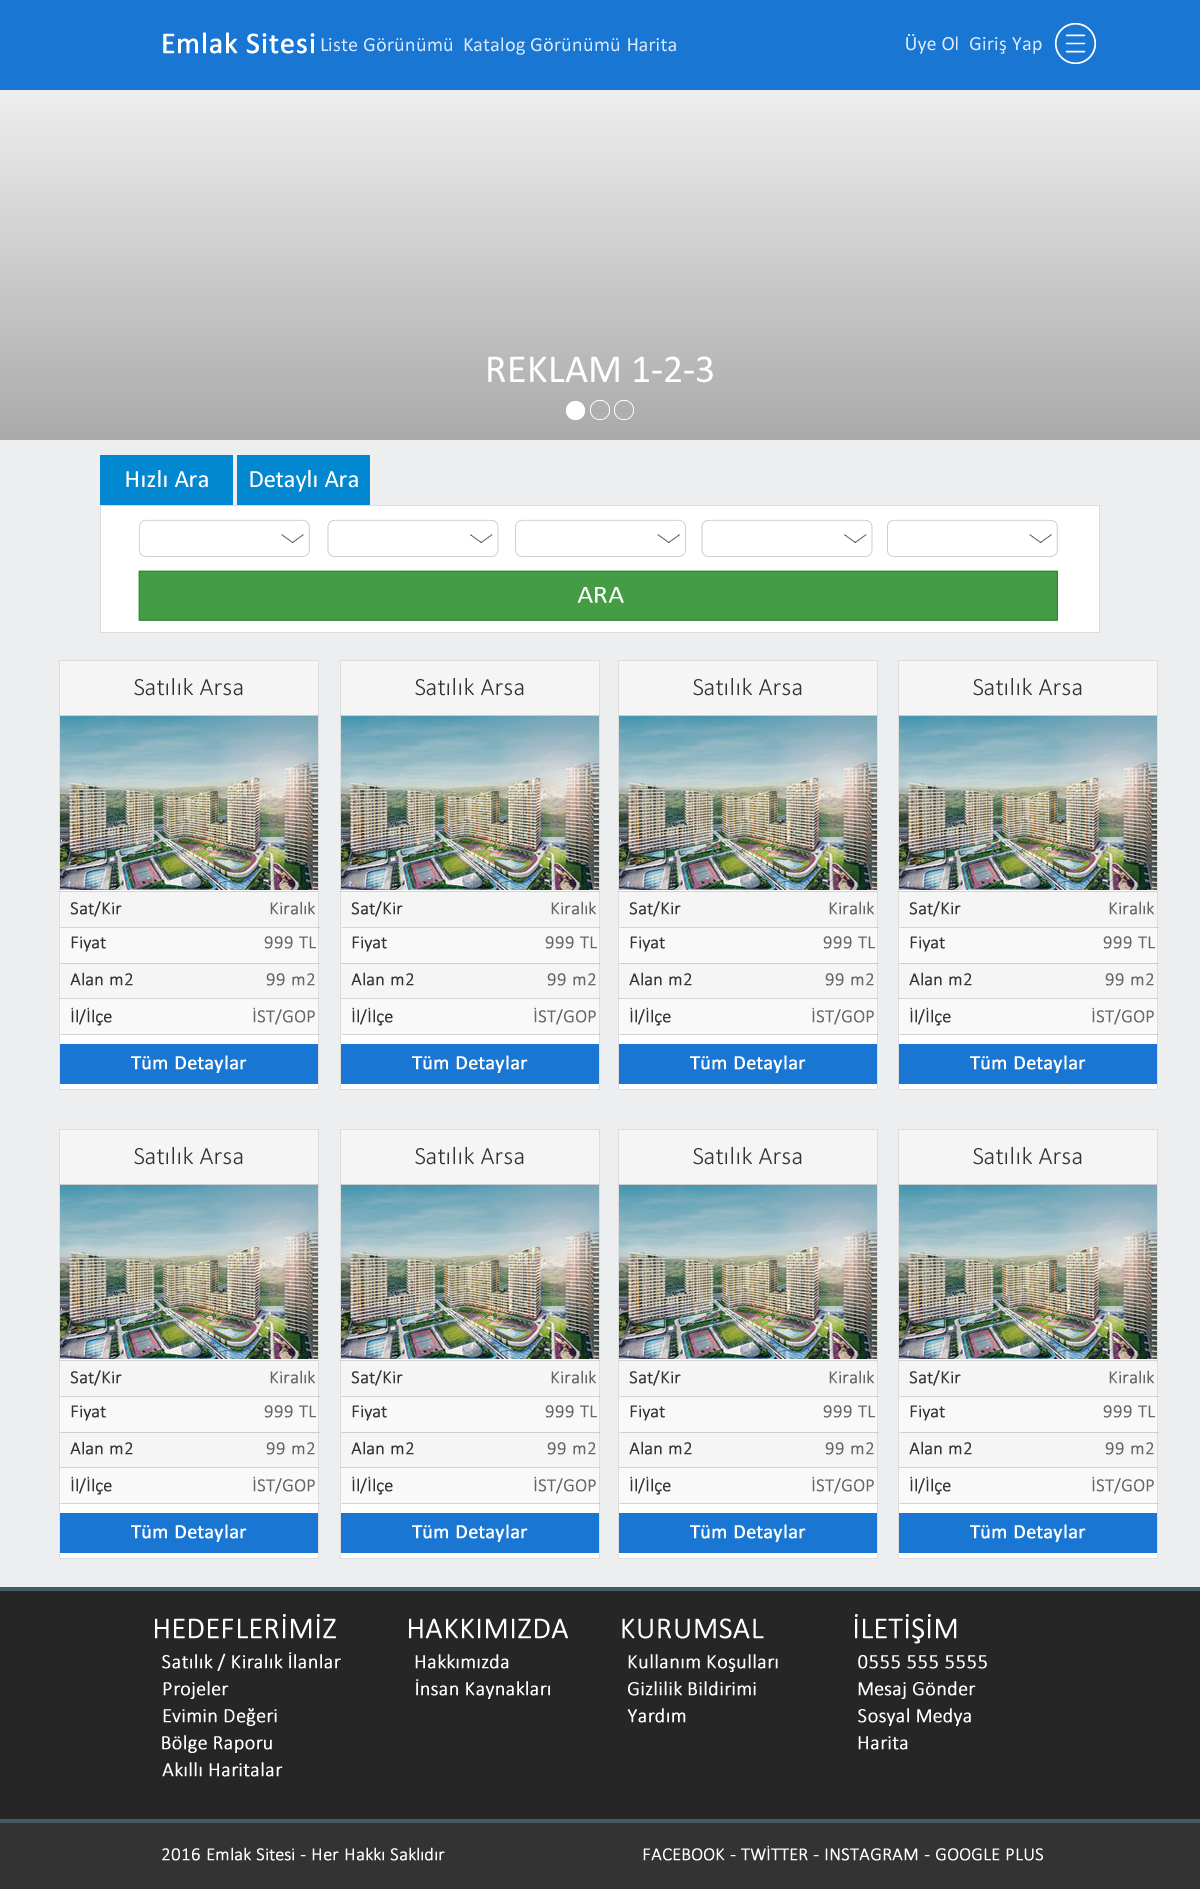 Emlak Sitesi Liste Görünümü Katalog Görünümü Harita Üye Ol Giriş Yap
REKLAM 1-2-3
Hızlı Ara Detaylı Ara
ARA
Satılık Arsa Satılık Arsa Satılık Arsa Satılık Arsa
Sat/Kir Kiralık Sat/Kir Kiralık Sat/Kir Kiralık Sat/Kir Kiralık
Fiyat 999 TL Fiyat 999 TL Fiyat 999 TL Fiyat 999 TL
Alan m2 99 m2 Alan m2 99 m2 Alan m2 99 m2 Alan m2 99 m2
İl/İlçe İST/GOP İl/İlçe İST/GOP İl/İlçe İST/GOP İl/İlçe İST/GOP
Tüm Detaylar Tüm Detaylar Tüm Detaylar Tüm Detaylar
Satılık Arsa Satılık Arsa Satılık Arsa Satılık Arsa
Sat/Kir Kiralık Sat/Kir Kiralık Sat/Kir Kiralık Sat/Kir Kiralık
Fiyat 999 TL Fiyat 999 TL Fiyat 999 TL Fiyat 999 TL
Alan m2 99 m2 Alan m2 99 m2 Alan m2 99 m2 Alan m2 99 m2
İl/İlçe İST/GOP İl/İlçe İST/GOP İl/İlçe İST/GOP İl/İlçe İST/GOP
Tüm Detaylar Tüm Detaylar Tüm Detaylar Tüm Detaylar
HEDEFLERİMİZ
Satılık / Kiralık İlanlar
Projeler
Evimin Değeri
Bölge Raporu
Akıllı Haritalar
HAKKIMIZDA
Hakkımızda
İnsan Kaynakları
KURUMSAL
Kullanım Koşulları
Gizlilik Bildirimi
Yardım
İLETİŞİM
0555 555 5555
Mesaj Gönder
Sosyal Medya
Harita
2016 Emlak Sitesi - Her Hakkı Saklıdır
FACEBOOK - TWİTTER - INSTAGRAM - GOOGLE PLUS